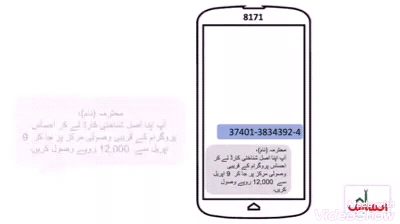 8171
37401-3834392-4
محترمہ (نام)،
آپ اپنا اصل شناختی کارڈ لے کر احساس
پروگرام کے قریبی وصولی مرکز پر جا کر 9
اپریل سے 12,000 روپے وصول کریں۔
محترمہ (نام)،
آپ اپنا اصل شناختی کارڈ لے کر
احساس پروگرام کے قریبی
وصولی مرکز پر جا کر 9 اپریل
سے 12,000 روپے وصول
کریں۔